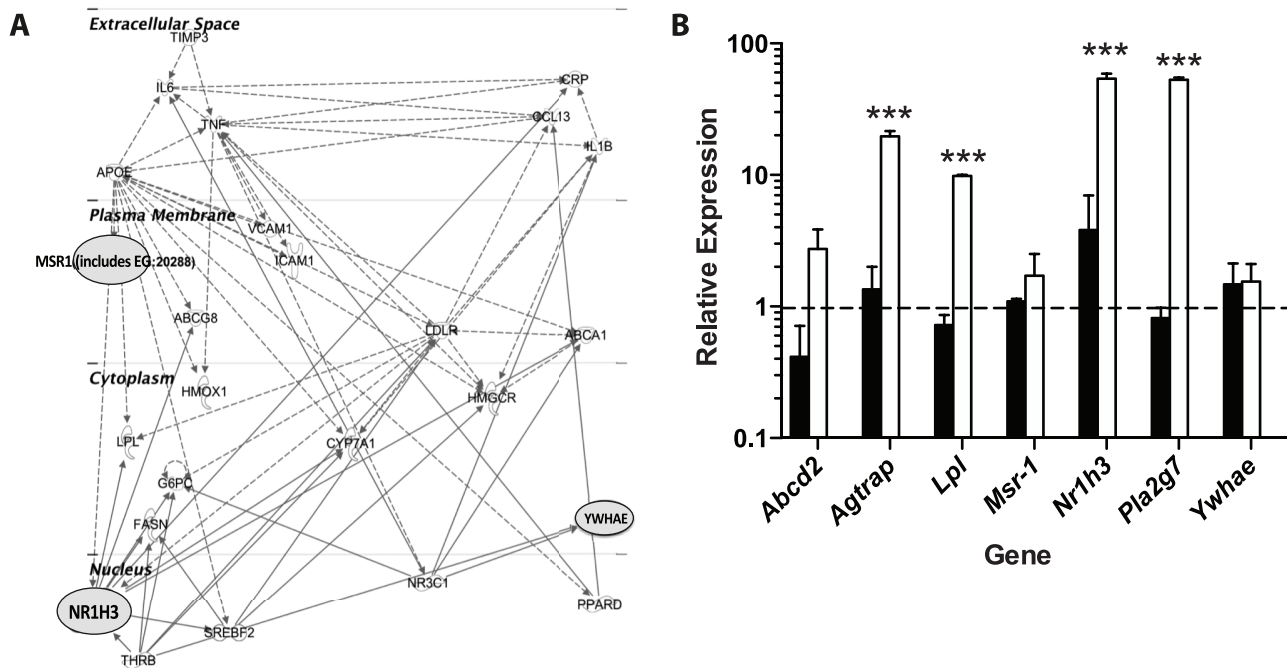 A
Extracellular Space
TIMP3
IL6
CRP
TNF
CCL13
IL1B
APOE
Plasma Membrane
VCAM1
MSR1 (includes EG:20288)
ICAM1
ABCG8
LDLR
ABCA1
Cytoplasm
HMOX1
HMGCR
LPL
CYP7A1
G6PC
YWHAE
FASN
Nucleus
NR3C1
NR1H3
PPARD
SREBF2
THRB
B
100
10
1
0.1
Relative Expression
***
***
***
***
Abcd2
Agtrap
Lpl
Msr-1
Nr1h3
Pla2g7
Ywhae
Gene